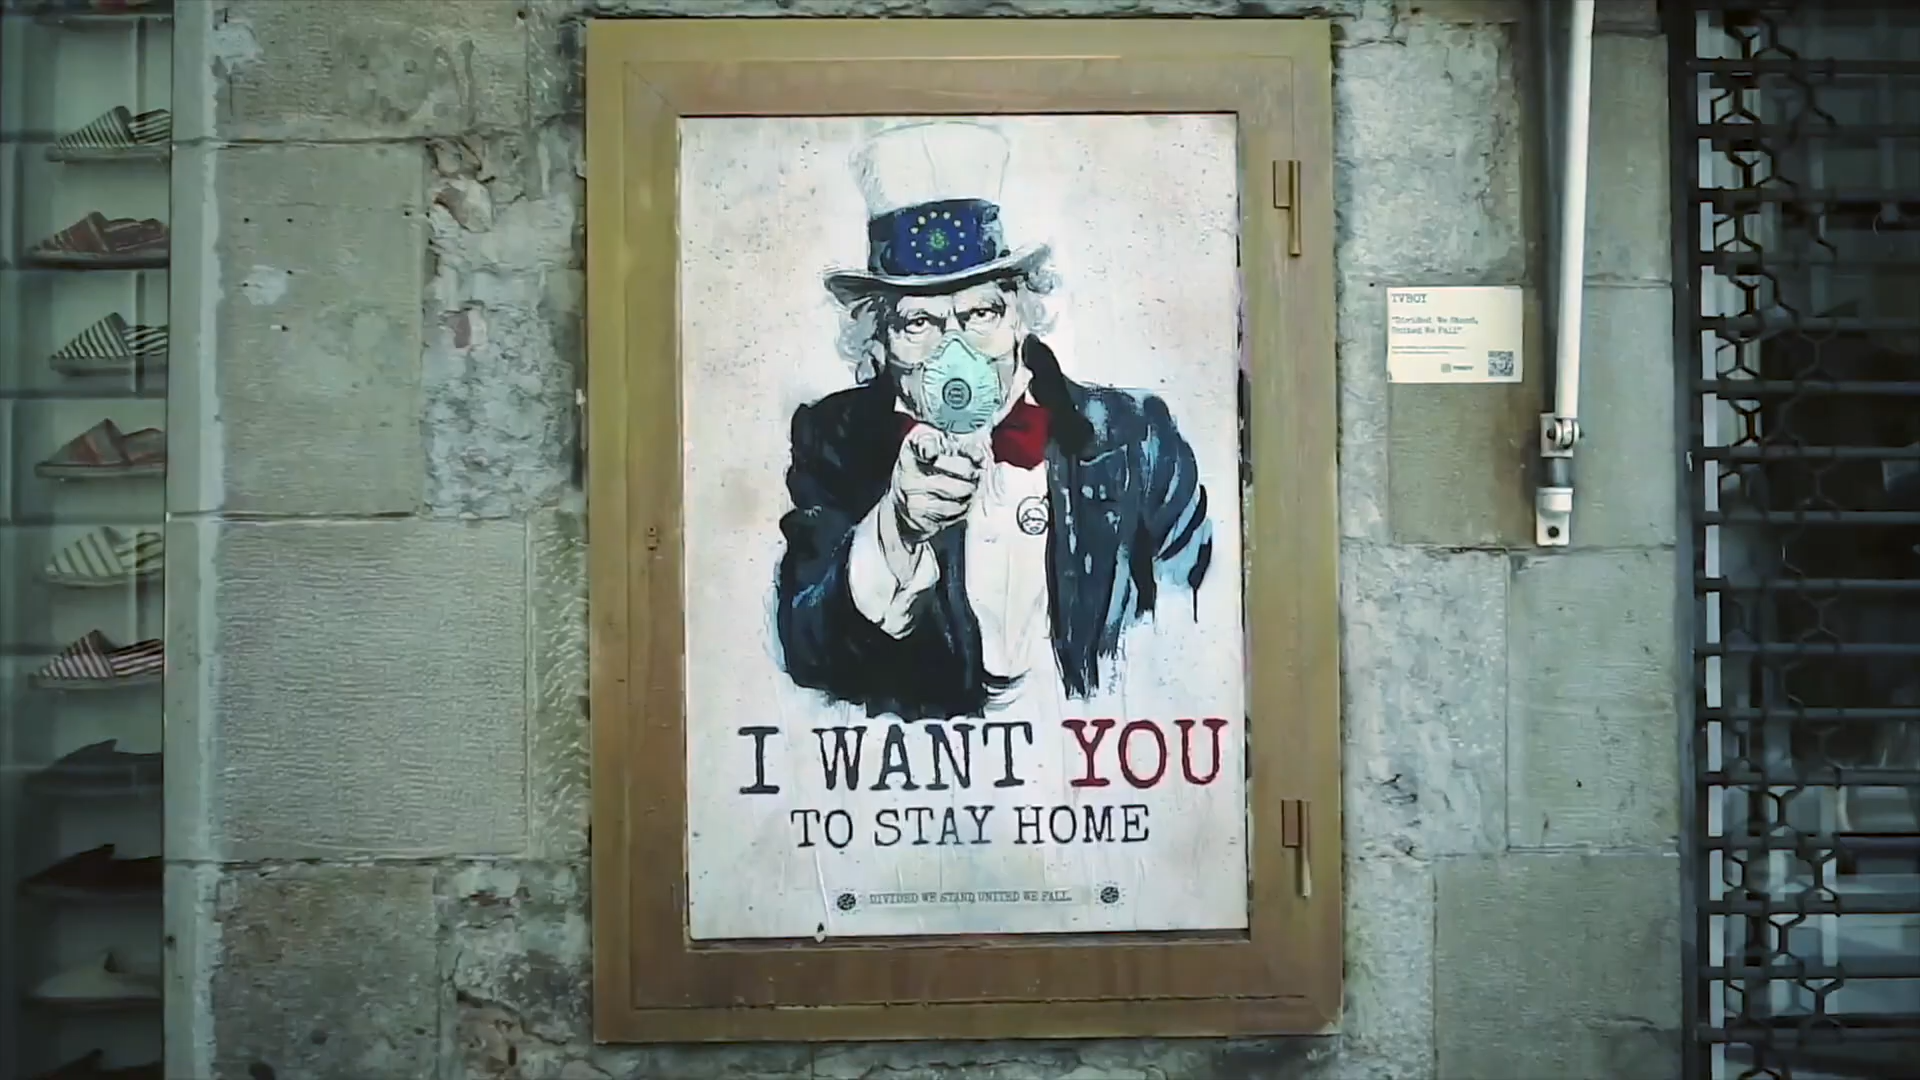 I WANT YOU
TO STAY HOME
DIVIDED WE STAND UNITED WE FALL.
TVBOY
"Divided We Stand,
United We Fall"